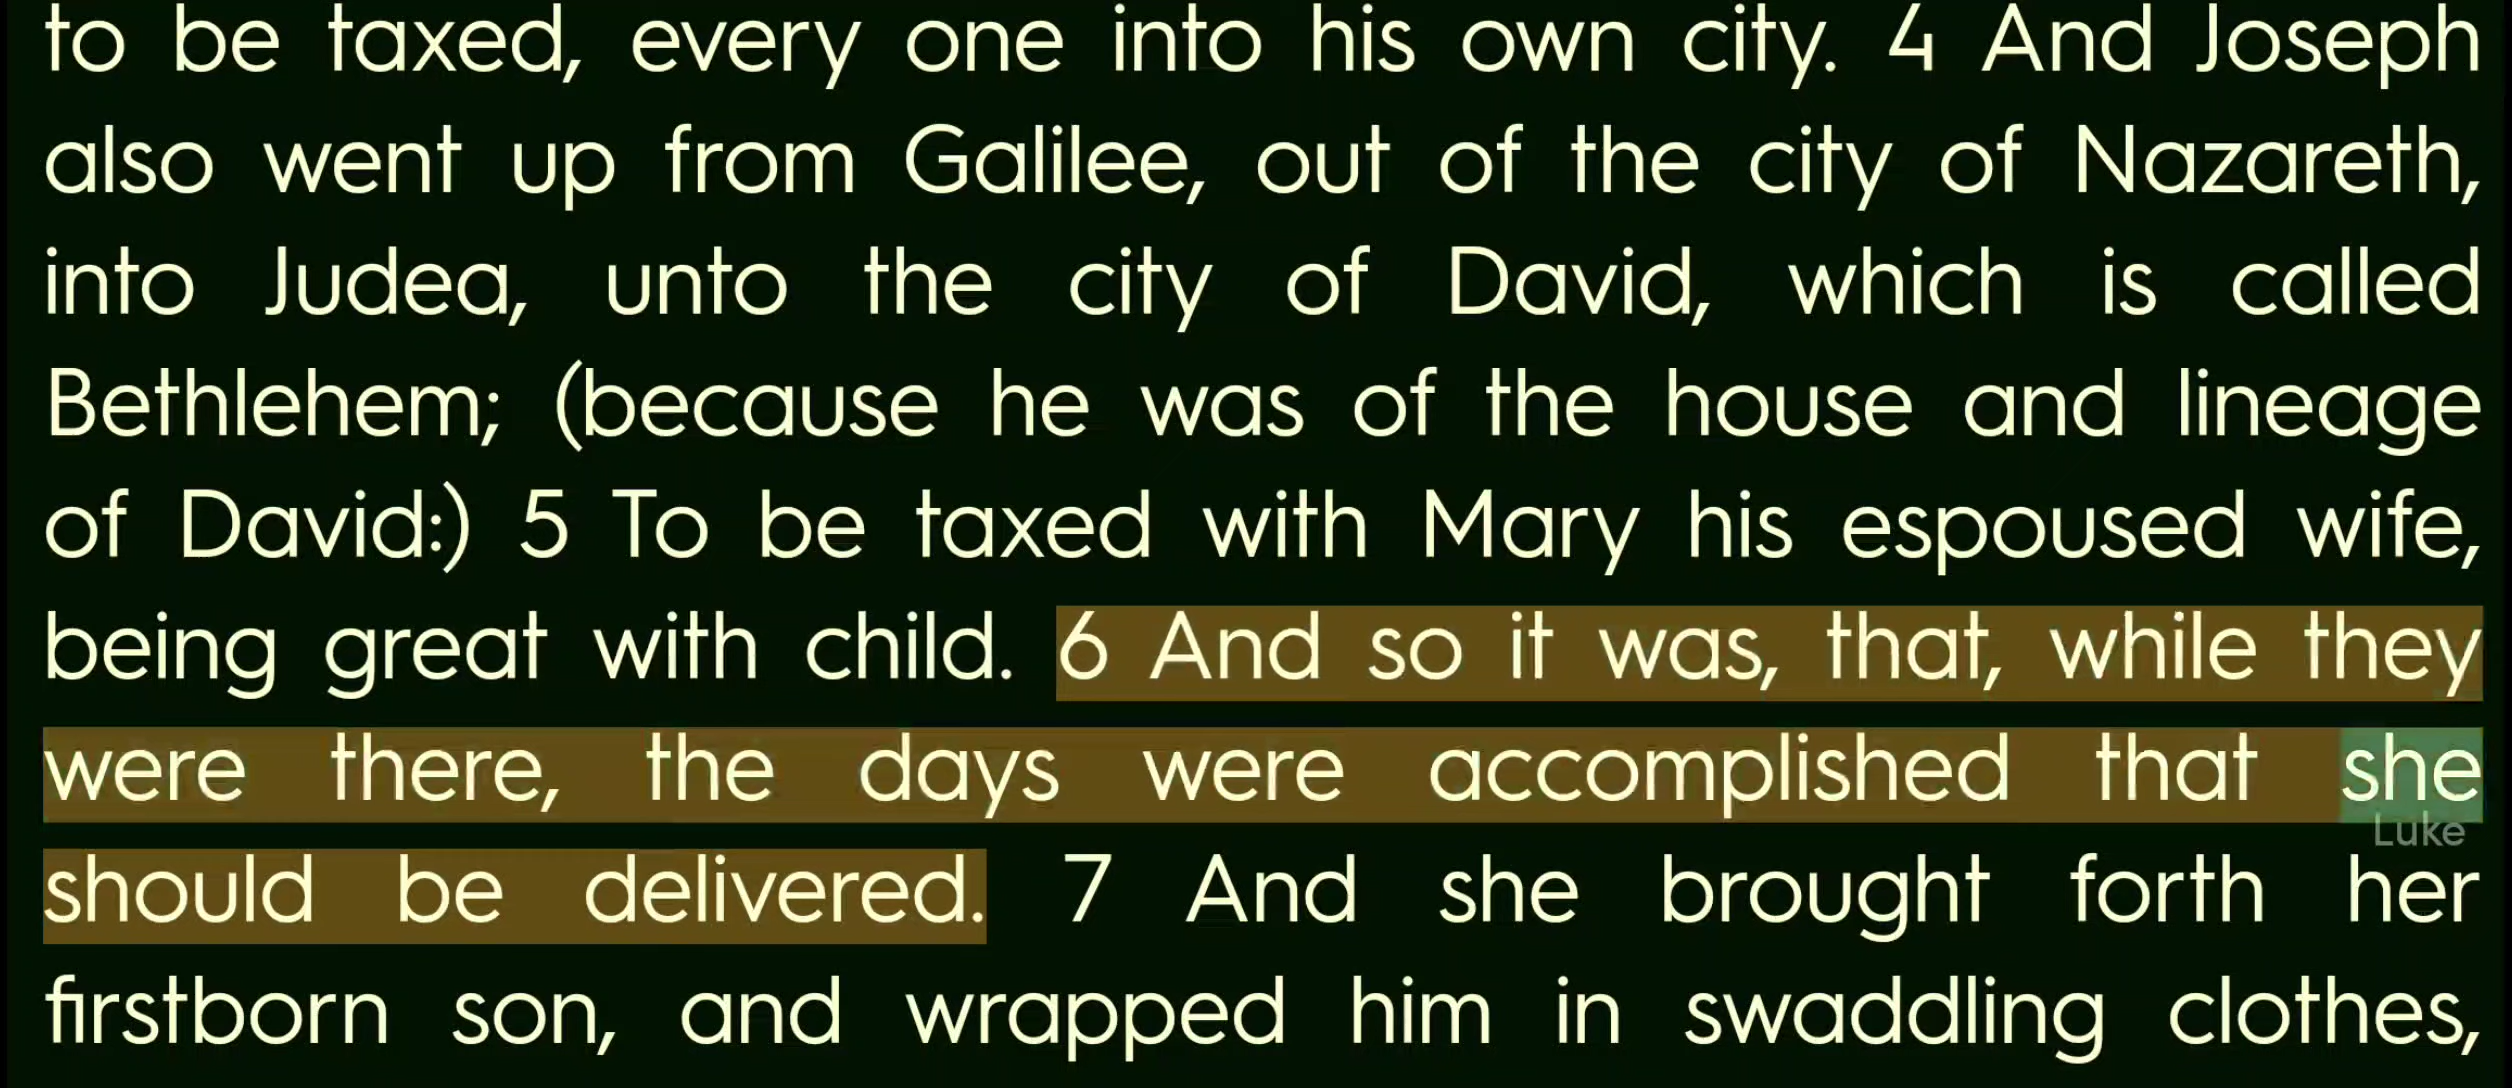 to be taxed, every one into his own city. 4 And Joseph
also went up from Galilee, out of the city of Nazareth,
into Judea, unto the city of David, which is called
Bethlehem; (because he was of the house and lineage
of David:) 5 To be taxed with Mary his espoused wife,
being great with child. 6 And so it was, that, while they
were there, the days were accomplished that she
Luke
should be delivered. 7 And she brought forth her
firstborn son, and wrapped him in swaddling clothes,